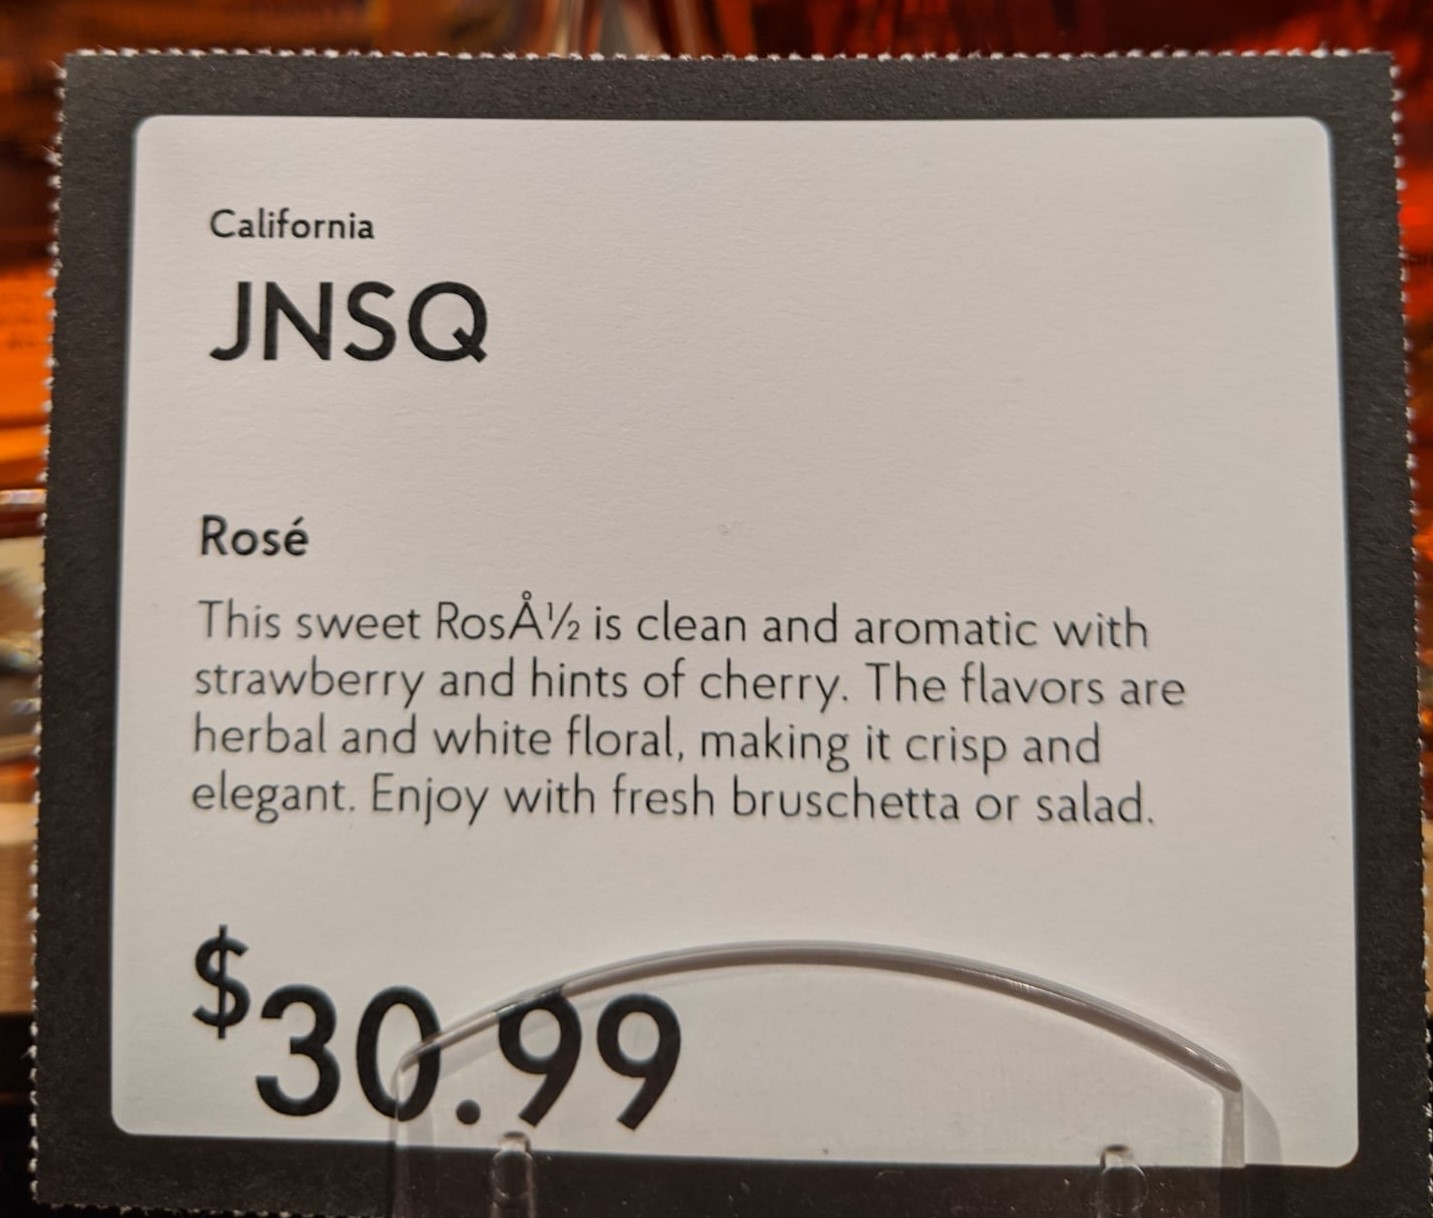 California
JNSQ
Rosé
This sweet RosÅ½ is clean and aromatic with
strawberry and hints of cherry. The flavors are
herbal and white floral, making it crisp and
elegant. Enjoy with fresh bruschetta or salad.
$30.99